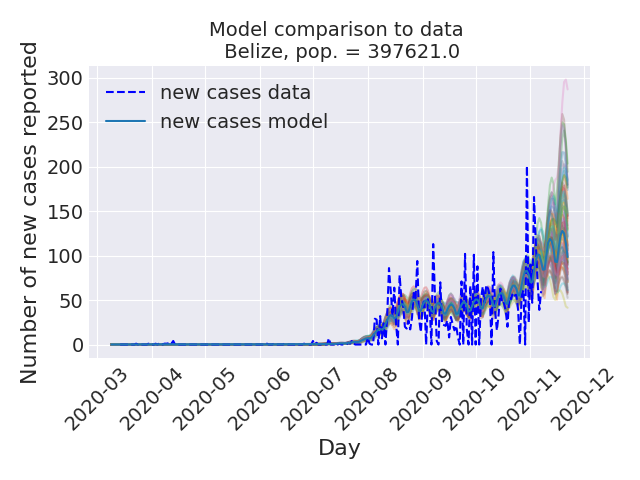 Model comparison to data
Belize, pop. = 397621.0
new cases data
new cases model
Number of new cases reported
300
250
200
150
100
50
0
2020-03
2020-04
2020-05
2020-06
2020-07
2020-08
2020-09
2020-10
2020-11
2020-12
Day